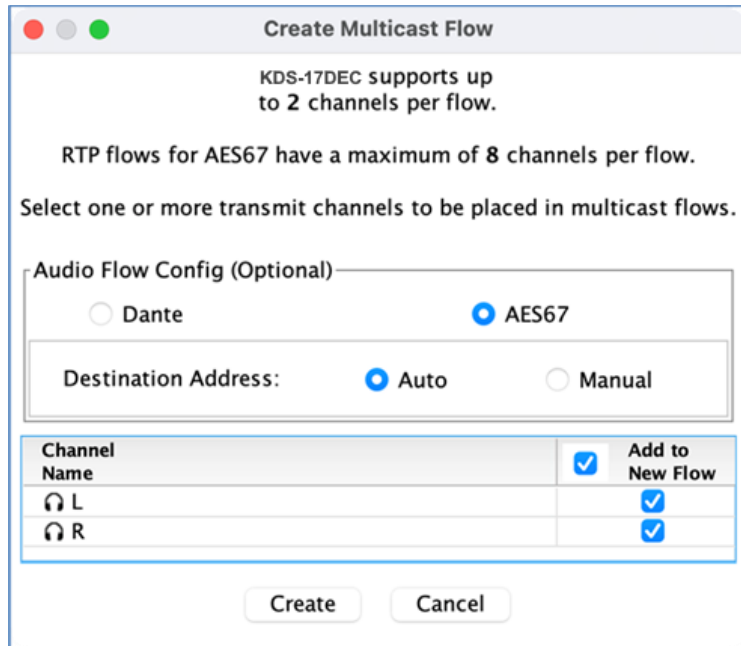 Create Multicast Flow
KDS-17DEC supports up
to 2 channels per flow.
RTP flows for AES67 have a maximum of 8 channels per flow.
Select one or more transmit channels to be placed in multicast flows.
Audio Flow Config (Optional)
Dante AES67
Destination Address: Auto Manual
Channel Add to
Name New Flow
L
R
Create Cancel